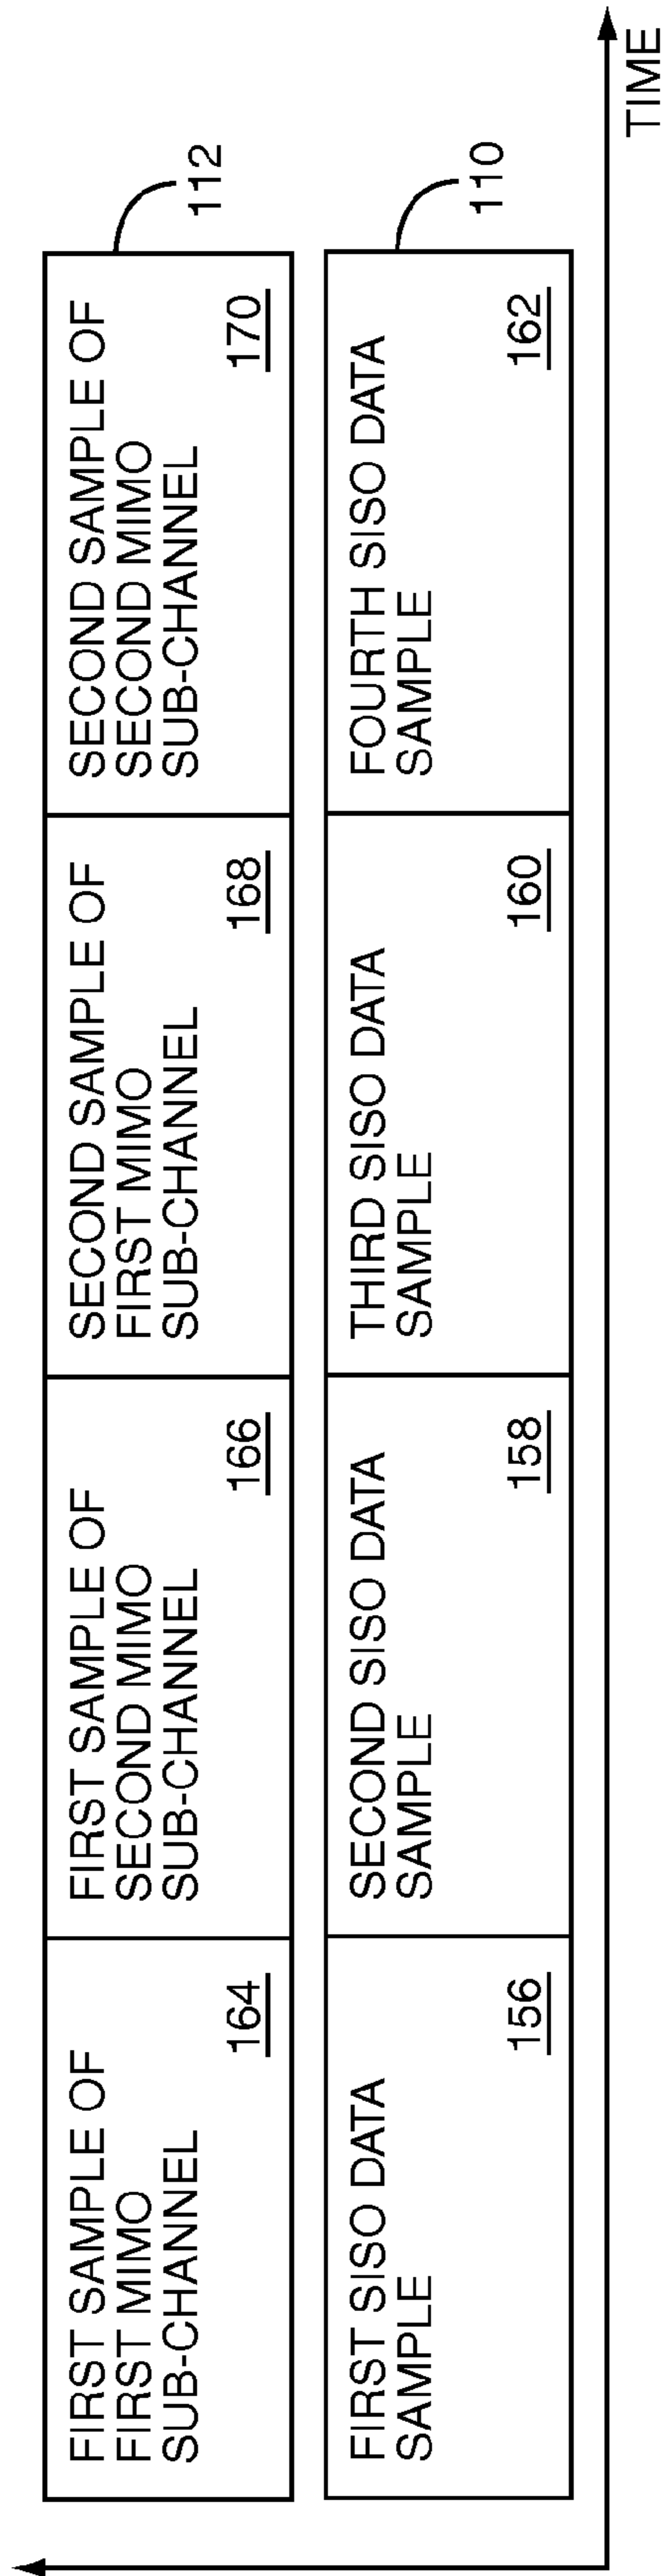 FIRST SAMPLE OF
FIRST MIMO
SUB-CHANNEL
164
FIRST SAMPLE OF
SECOND MIMO
SUB-CHANNEL
166
SECOND SAMPLE OF
FIRST MIMO
SUB-CHANNEL
168
SECOND SAMPLE OF
SECOND MIMO
SUB-CHANNEL
170
112
FIRST SISO DATA
SAMPLE
156
SECOND SISO DATA
SAMPLE
158
THIRD SISO DATA
SAMPLE
160
FOURTH SISO DATA
SAMPLE
162
110
TIME